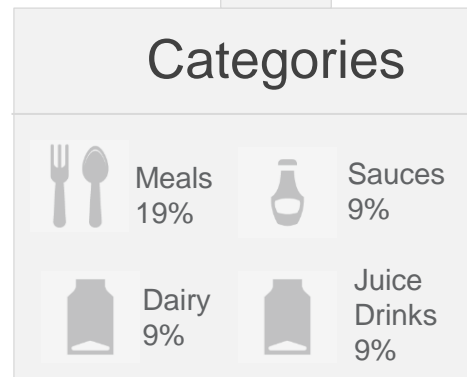 Categories
Meals
19%
Sauces
9%
Dairy
9%
Juice
Drinks
9%